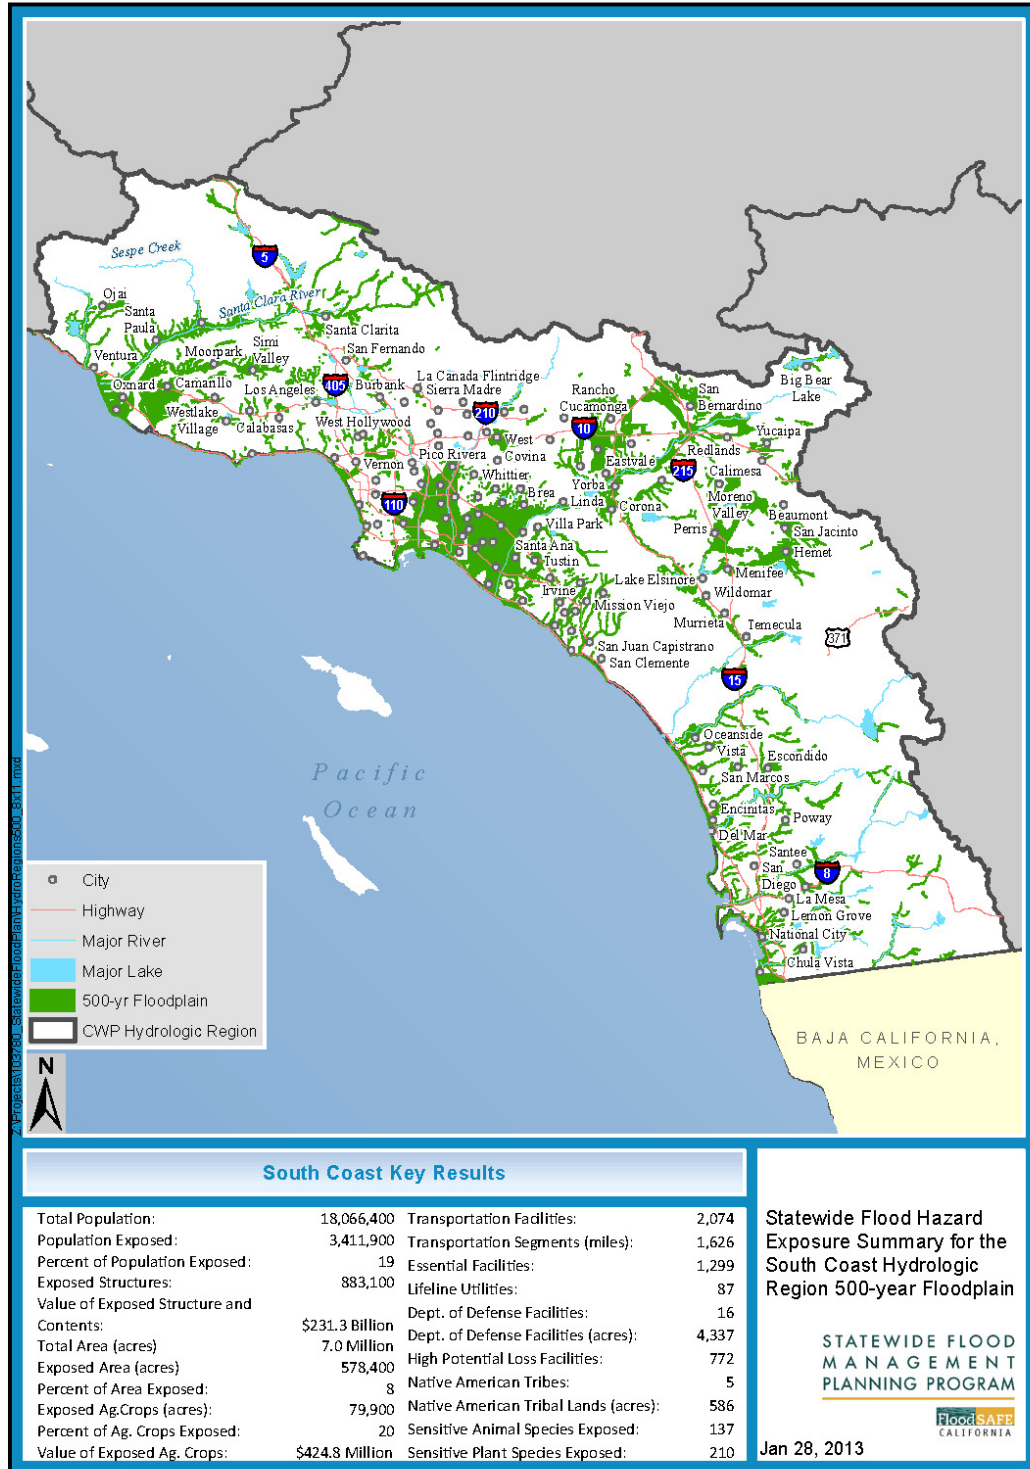 Sespe Creek
5
Ojai
Santa
Paula
Santa Clara River
Santa Clarita
Ventura
Moorpark
Simi
Valley
San Fernando
Oxnard
Camarillo
Los Angeles
405
Burbank
La Canada Flintridge
Sierra Madre
210
Rancho
Cucamonga
10
San
Bernardino
Big Bear
Lake
Westlake
Village
Calabasas
West Hollywood
West
Covina
Yucaipa
Redlands
Vernon
Pico Rivera
Whittier
Eastvale
215
Calimesa
110
Brea
Yorba
Linda
Corona
Moreno
Valley
Beaumont
Villa Park
Perris
San Jacinto
Santa Ana
Hemet
Tustin
Lake Elsinore
Menifee
Irvine
Mission Viejo
Wildomar
Murrieta
Temecula
371
San Juan Capistrano
San Clemente
15
Oceanside
Vista
Escondido
San Marcos
Pacific
Ocean
Encinitas
Poway
Del Mar
Santee
San
Diego
8
La Mesa
Lemon Grove
National City
Chula Vista
BAJA CALIFORNIA,
MEXICO
City
Highway
Major River
Major Lake
500-yr Floodplain
CWP Hydrologic Region
N
South Coast Key Results
Total Population: 18,066,400
Population Exposed: 3,411,900
Percent of Population Exposed: 19
Exposed Structures: 883,100
Value of Exposed Structure and
Contents: $231.3 Billion
Total Area (acres) 7.0 Million
Exposed Area (acres) 578,400
Percent of Area Exposed: 8
Exposed Ag.Crops (acres): 79,900
Percent of Ag. Crops Exposed: 20
Value of Exposed Ag. Crops: $424.8 Million
Transportation Facilities: 2,074
Transportation Segments (miles): 1,626
Essential Facilities: 1,299
Lifeline Utilities: 87
Dept. of Defense Facilities: 16
Dept. of Defense Facilities (acres): 4,337
High Potential Loss Facilities: 772
Native American Tribes: 5
Native American Tribal Lands (acres): 586
Sensitive Animal Species Exposed: 137
Sensitive Plant Species Exposed: 210
Statewide Flood Hazard
Exposure Summary for the
South Coast Hydrologic
Region 500-year Floodplain
STATEWIDE FLOOD
MANAGEMENT
PLANNING PROGRAM
FloodSAFE
CALIFORNIA
Jan 28, 2013